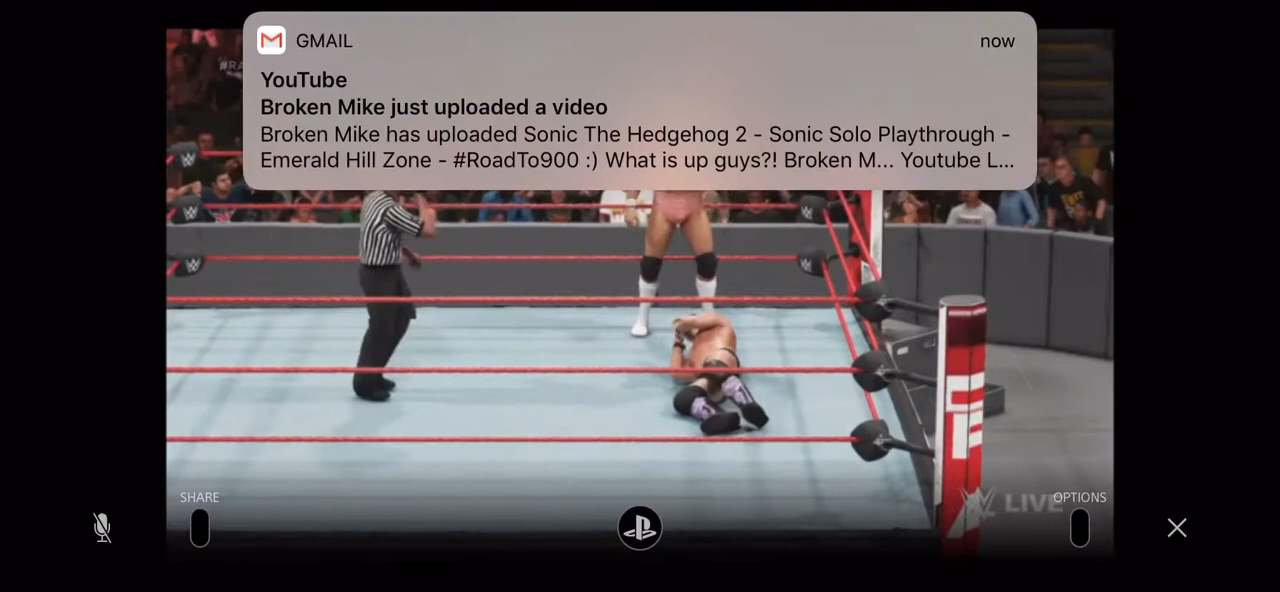 GMAIL
now
YouTube
Broken Mike just uploaded a video
Broken Mike has uploaded Sonic The Hedgehog 2 - Sonic Solo Playthrough -
Emerald Hill Zone - #RoadTo900 :) What is up guys?! Broken M... Youtube L...
#RA
SHARE
LIVE
OPTIONS